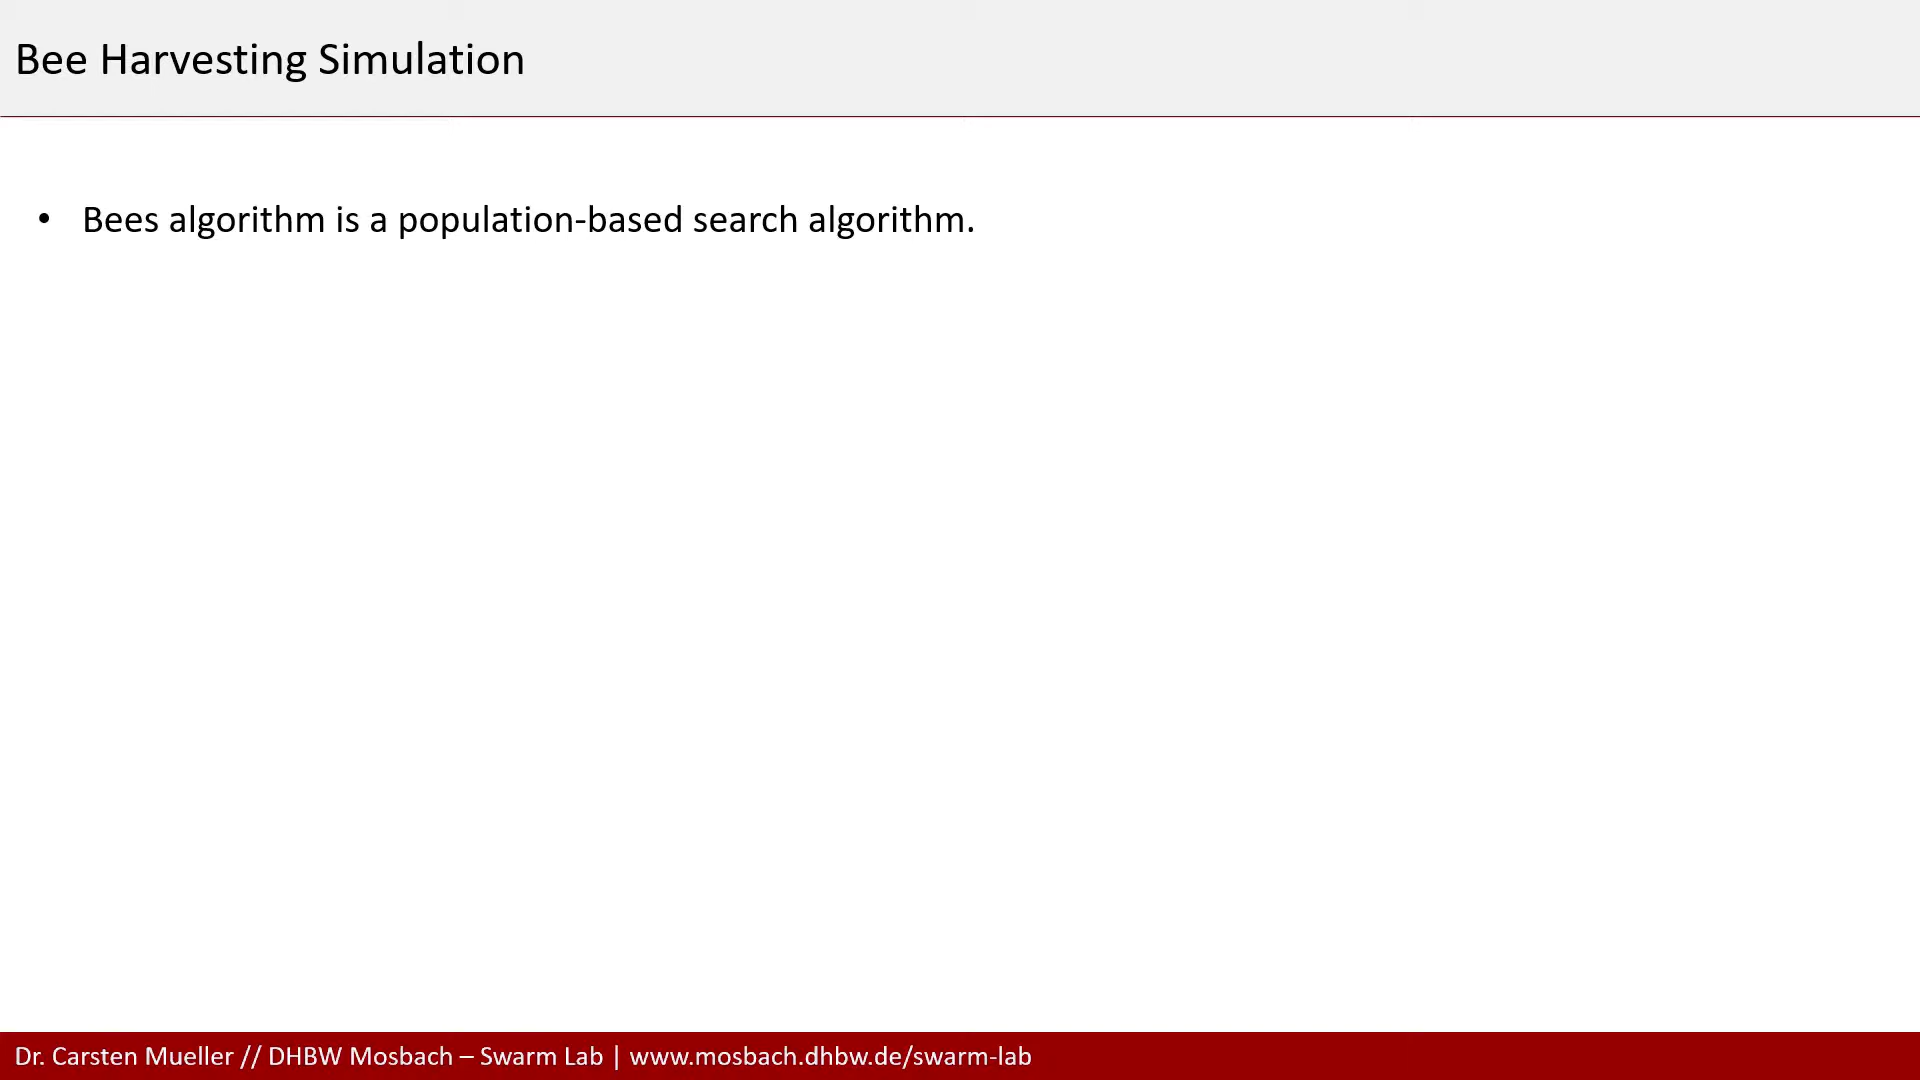 Bee Harvesting Simulation
• Bees algorithm is a population-based search algorithm.
Dr. Carsten Mueller // DHBW Mosbach – Swarm Lab | www.mosbach.dhbw.de/swarm-lab